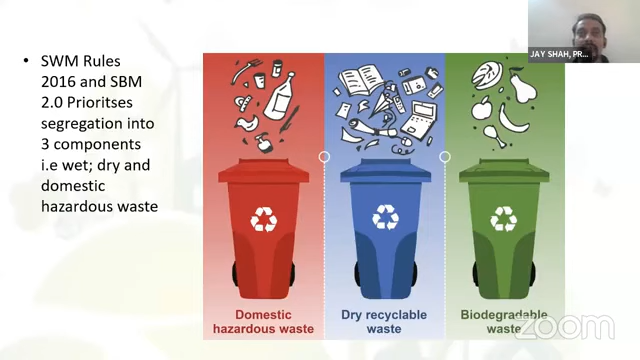 • SWM Rules
2016 and SBM
2.0 Prioritses
segregation into
3 components
i.e wet; dry and
domestic
hazardous waste
JAY SHAH, PR...
Domestic
hazardous waste
Dry recyclable
waste
Biodegradable
waste
zoom